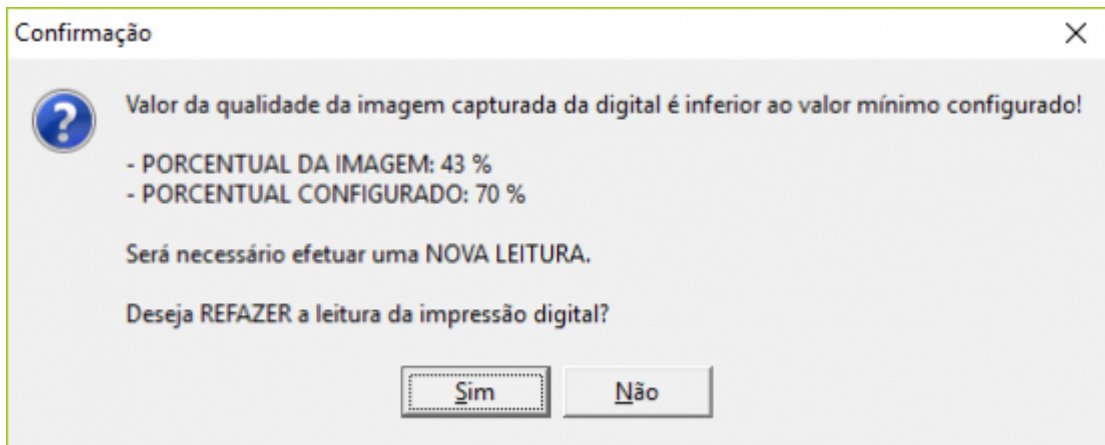 Confirmação
Valor da qualidade da imagem capturada da digital é inferior ao valor mínimo configurado!
- PORCENTUAL DA IMAGEM: 43 %
- PORCENTUAL CONFIGURADO: 70 %
Será necessário efetuar uma NOVA LEITURA.
Deseja REFAZER a leitura da impressão digital?
Sim
Não